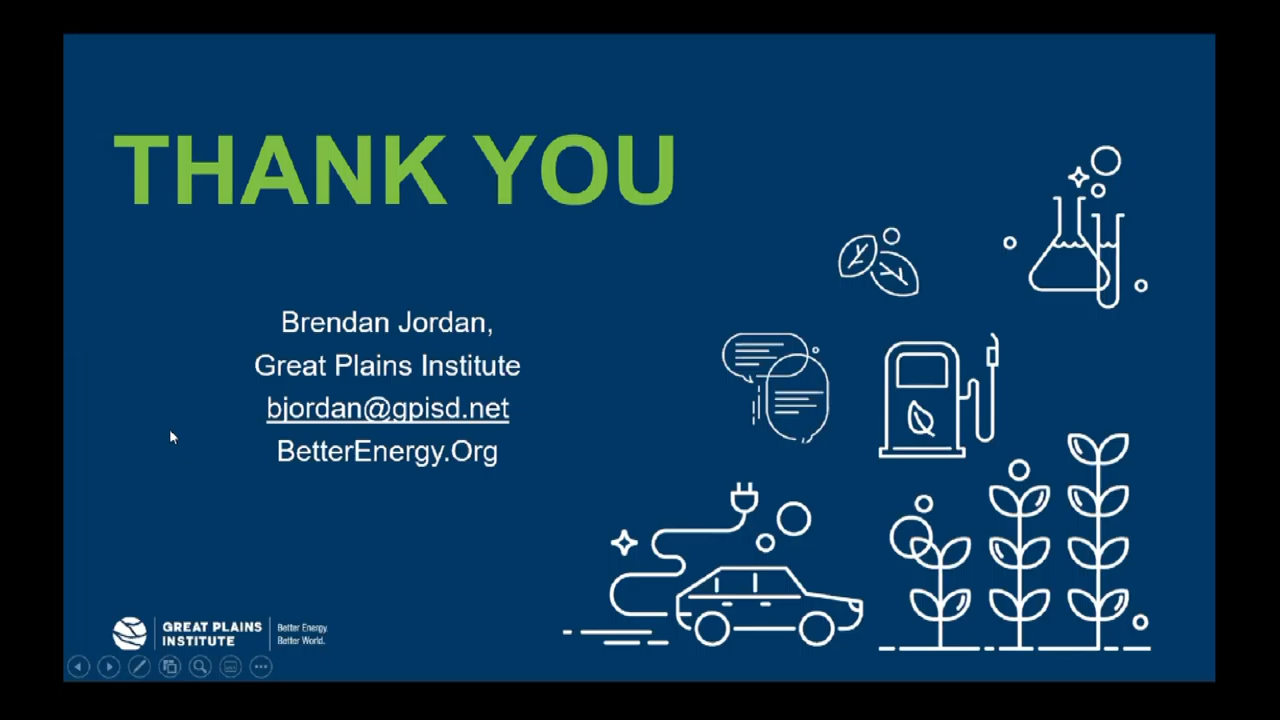 THANK YOU
Brendan Jordan,
Great Plains Institute
bjordan@gpisd.net
BetterEnergy.Org
GREAT PLAINS
INSTITUTE
Better Energy.
Better World.